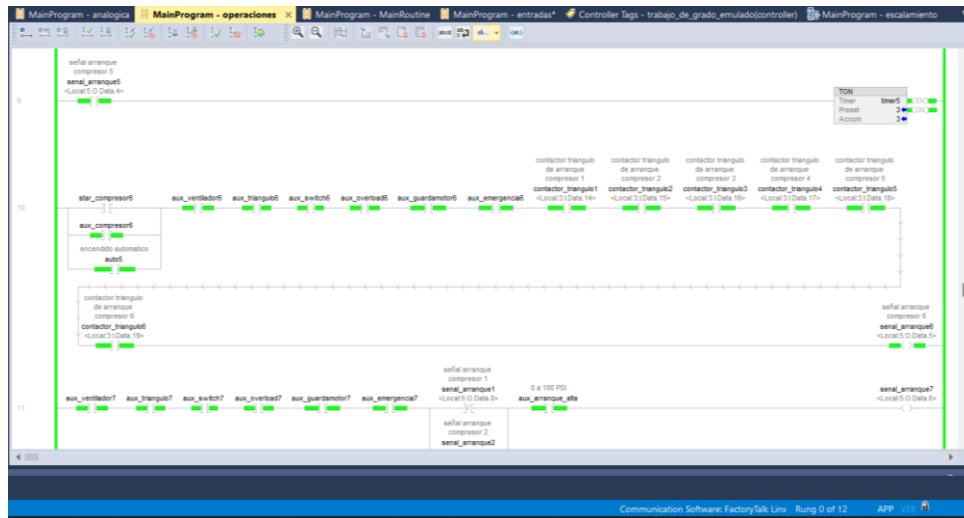 MainProgram - analogica
MainProgram - operaciones
MainProgram - MainRoutine
MainProgram - entradas*
Controller Tags - trabajo_de_grado_emulado(controller)
MainProgram - escalamiento
abcd
ab...
señal arranque
compresor 5
senal_arranque5
<Local:5:O.Data.4>
9
TON
Timer timer5
Preset 3
Accum 3
EN
DN
contactor triangulo
de arranque
compresor 1
contactor_triangulo1
<Local:3:I.Data.14>
contactor triangulo
de arranque
compresor 2
contactor_triangulo2
<Local:3:I.Data.15>
contactor triangulo
de arranque
compresor 3
contactor_triangulo3
<Local:3:I.Data.16>
contactor triangulo
de arranque
compresor 4
contactor_triangulo4
<Local:3:I.Data.17>
contactor triangulo
de arranque
compresor 5
contactor_triangulo5
<Local:3:I.Data.18>
10
star_compresor6
aux_ventilador6
aux_triangulo6
aux_switch6
aux_overload6
aux_guardamotor6
aux_emergencia6
aux_compresor6
encendido automatico
auto5
contactor triangulo
de arranque
compresor 6
contactor_triangulo6
<Local:3:I.Data.19>
señal arranque
compresor 6
senal_arranque6
<Local:5:O.Data.5>
11
aux_ventilador7
aux_triangulo7
aux_switch7
aux_overload7
aux_guardamotor7
aux_emergencia7
señal arranque
compresor 1
senal_arranque1
<Local:5:O.Data.0>
0 a 100 PSI
aux_arranque_alta
senal_arranque7
<Local:5:O.Data.6>
señal arranque
compresor 2
senal_arranque2
Communication Software: FactoryTalk Linx
Rung 0 of 12
APP
VER